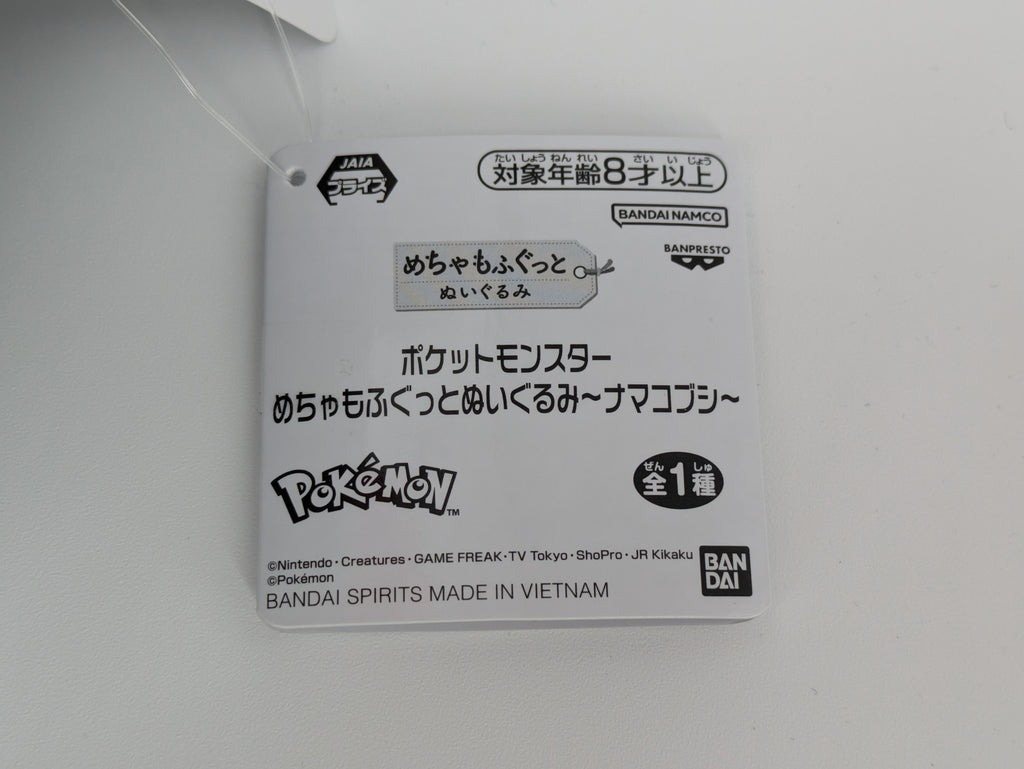 JAIA
プライズ
たいしょうねんれい さいいじょう
対象年齢8才以上
BANDAI NAMCO
BANPRESTO
めちゃもふぐっと
ぬいぐるみ
ポケットモンスター
めちゃもふぐっとぬいぐるみ～ナマコブシ～
POKéMON™
ぜん しゅ
全1種
©Nintendo・Creatures・GAME FREAK・TV Tokyo・ShoPro・JR Kikaku
©Pokémon
BANDAI SPIRITS MADE IN VIETNAM
BAN
DAI